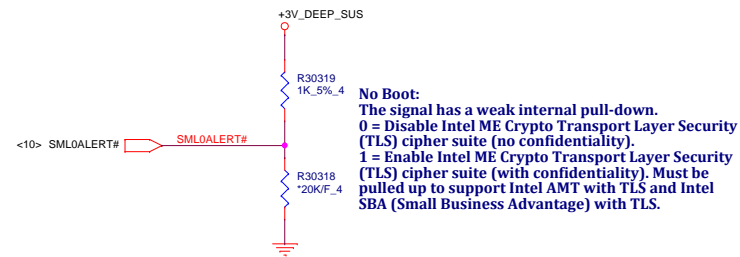 +3V_DEEP_SUS
R30319
1K_5%_4
No Boot:
The signal has a weak internal pull-down.
0 = Disable Intel ME Crypto Transport Layer Security
(TLS) cipher suite (no confidentiality).
<10> SML0ALERT#
SML0ALERT#
1 = Enable Intel ME Crypto Transport Layer Security
(TLS) cipher suite (with confidentiality). Must be
pulled up to support Intel AMT with TLS and Intel
SBA (Small Business Advantage) with TLS.
R30318
*20K/F_4